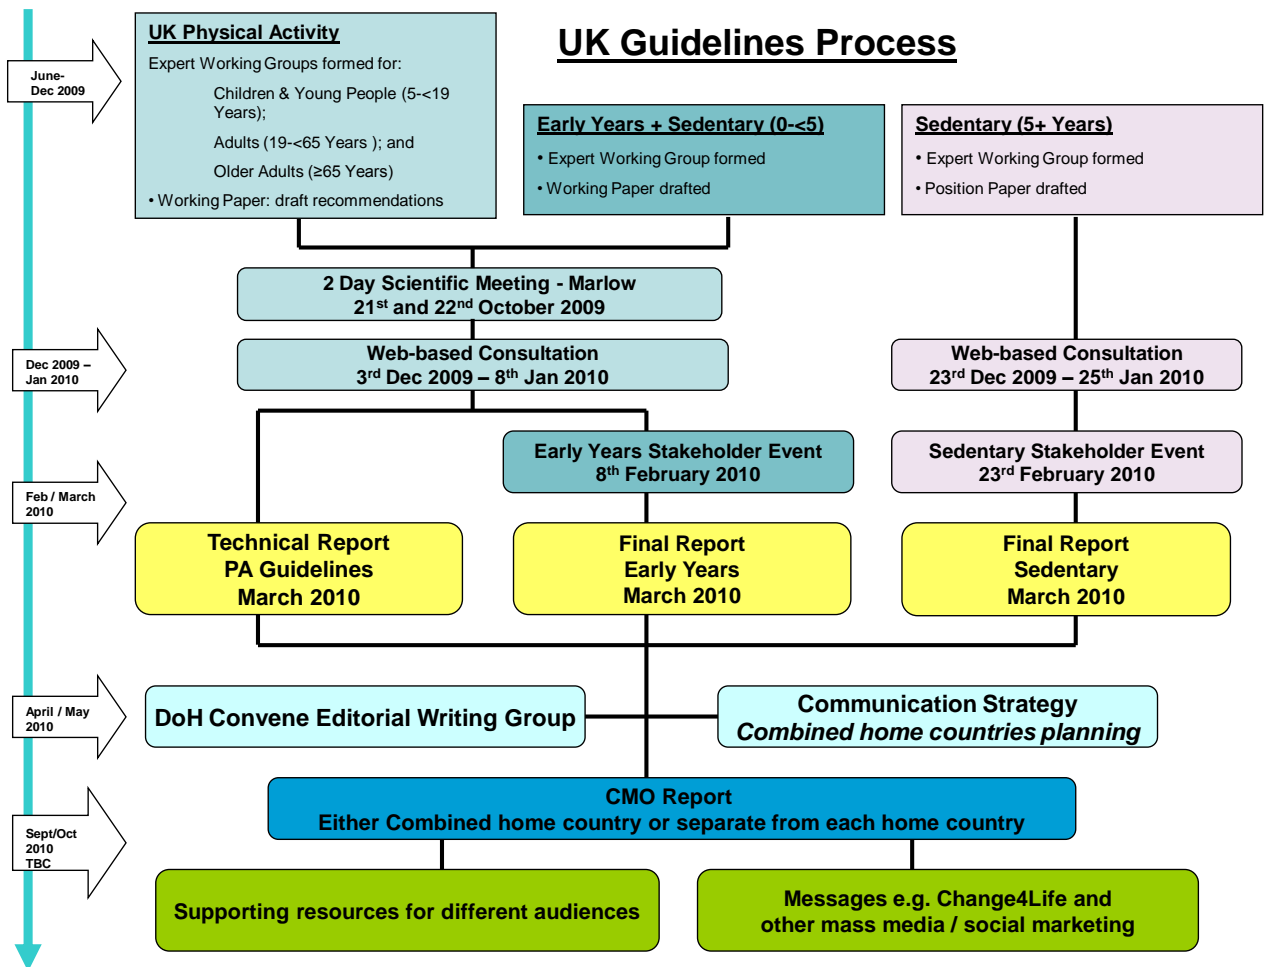 UK Guidelines Process
June-
Dec 2009
UK Physical Activity
Expert Working Groups formed for:
Children & Young People (5-<19
Years);
Adults (19-<65 Years ); and
Older Adults (≥65 Years)
• Working Paper: draft recommendations
Early Years + Sedentary (0-<5)
• Expert Working Group formed
• Working Paper drafted
Sedentary (5+ Years)
• Expert Working Group formed
• Position Paper drafted
2 Day Scientific Meeting - Marlow
21st and 22nd October 2009
Dec 2009 –
Jan 2010
Web-based Consultation
3rd Dec 2009 – 8th Jan 2010
Web-based Consultation
23rd Dec 2009 – 25th Jan 2010
Early Years Stakeholder Event
8th February 2010
Sedentary Stakeholder Event
23rd February 2010
Feb / March
2010
Technical Report
PA Guidelines
March 2010
Final Report
Early Years
March 2010
Final Report
Sedentary
March 2010
April / May
2010
DoH Convene Editorial Writing Group
Communication Strategy
Combined home countries planning
Sept/Oct
2010
TBC
CMO Report
Either Combined home country or separate from each home country
Supporting resources for different audiences
Messages e.g. Change4Life and
other mass media / social marketing